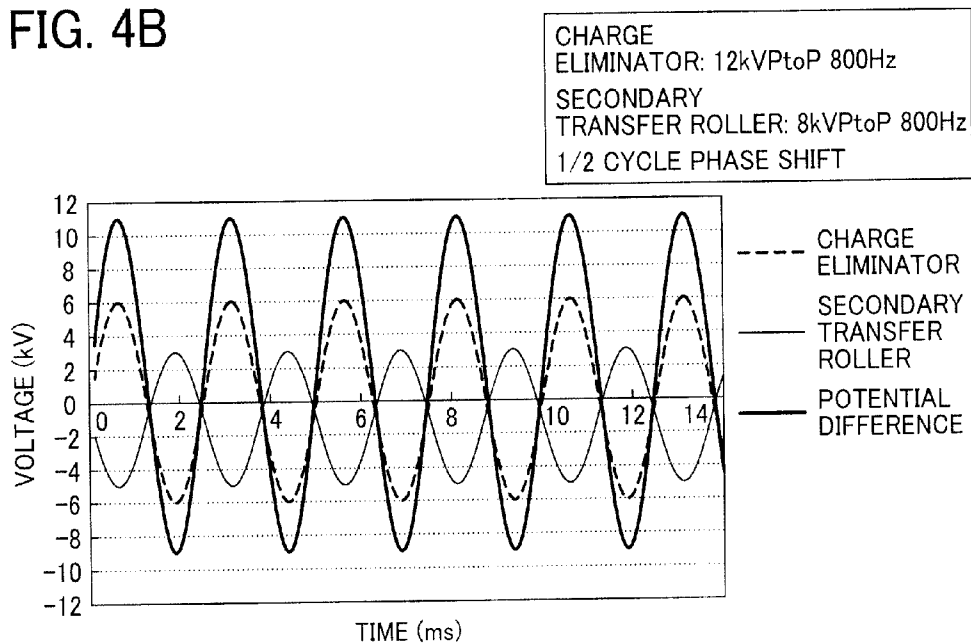 FIG. 4B
CHARGE
ELIMINATOR: 12kVPtoP 800Hz
SECONDARY
TRANSFER ROLLER: 8kVPtoP 800Hz
1/2 CYCLE PHASE SHIFT
12
10
8
6
4
2
0
-2
-4
-6
-8
-10
-12
VOLTAGE (kV)
0 2 4 6 8 10 12 14
TIME (ms)
CHARGE
ELIMINATOR
SECONDARY
TRANSFER
ROLLER
POTENTIAL
DIFFERENCE